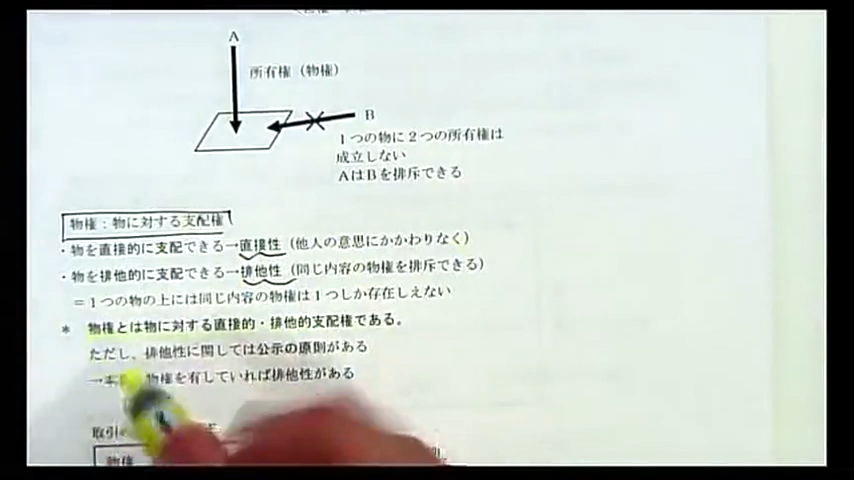 A
所有権（物権）
B
１つの物に２つの所有権は
成立しない
ＡはＢを排斥できる
物権：物に対する支配権
・物を直接的に支配できる→直接性（他人の意思にかかわりなく）
・物を排他的に支配できる→排他性（同じ内容の物権を排斥できる）
＝１つの物の上には同じ内容の物権は１つしか存在しえない
＊ 物権とは物に対する直接的・排他的支配権である。
ただし、排他性に関しては公示の原則がある
→ 物権を有していれば排他性がある
取引の
物権